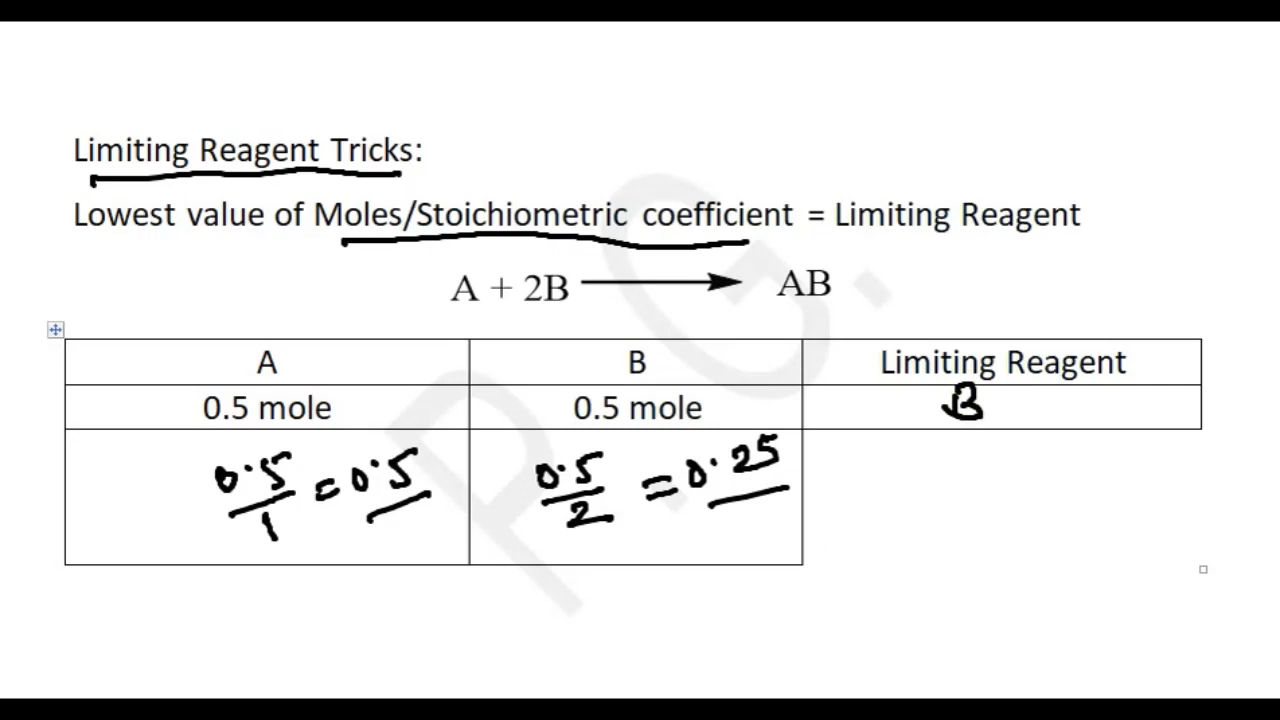 Limiting Reagent Tricks:
Lowest value of Moles/Stoichiometric coefficient = Limiting Reagent
A + 2B ⟶ AB
A B Limiting Reagent
0.5 mole 0.5 mole B
0.5/1 = 0.5 0.5/2 = 0.25
P. G.